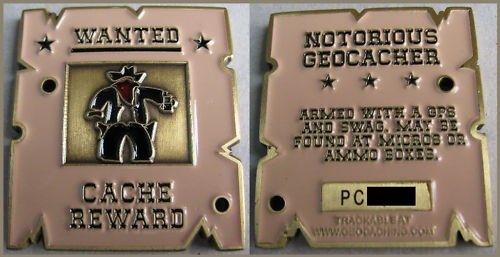 WANTED
CACHE
REWARD
NOTORIOUS
GEOCACHER
ARMED WITH A GPS
AND SWAG, MAY BE
FOUND AT MICROS OR
AMMO BOXES.
PC
TRACKABLE AT
WWW.GEOCACHING.COM